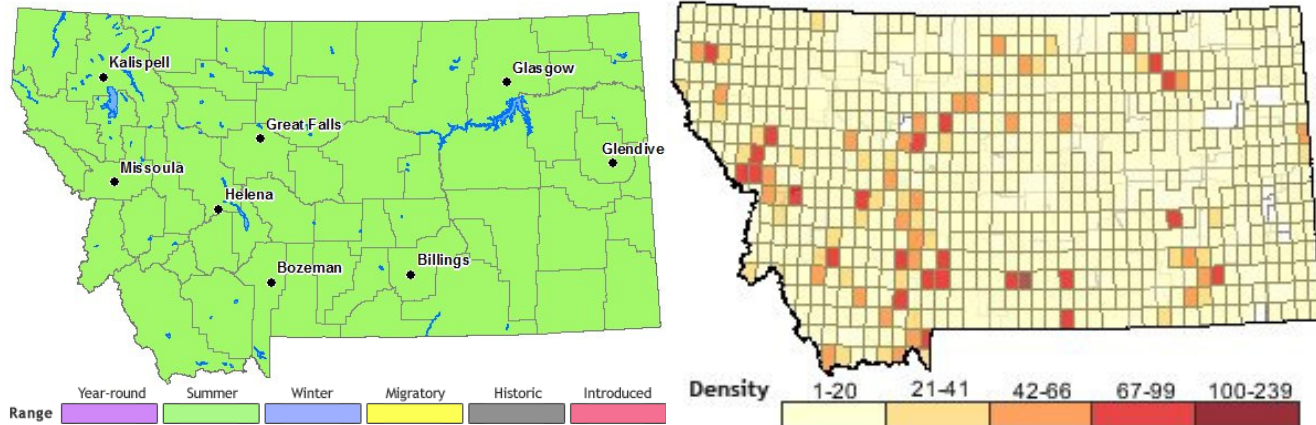 Kalispell
Glasgow
Great Falls
Glendive
Missoula
Helena
Bozeman
Billings
Year-round Summer Winter Migratory Historic Introduced
Range
Density 1-20 21-41 42-66 67-99 100-239